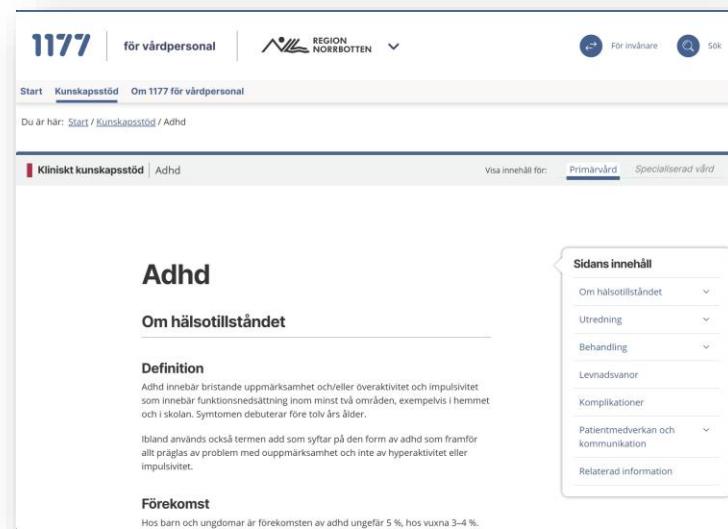 1177 för vårdpersonal REGION NORRBOTTEN För invånare Sök
Start Kunskapsstöd Om 1177 för vårdpersonal
Du är här: Start / Kunskapsstöd / Adhd
Kliniskt kunskapsstöd Adhd Visa innehåll för: Primärvård Specialiserad vård
Adhd
Om hälsotillståndet
Definition
Adhd innebär bristande uppmärksamhet och/eller överaktivitet och impulsivitet
som innebär funktionsnedsättning inom minst två områden, exempelvis i hemmet
och i skolan. Symtomen debuterar före tolv års ålder.
Ibland används också termen add som syftar på den form av adhd som framför
allt präglas av problem med ouppmärksamhet och inte av hyperaktivitet eller
impulsivitet.
Förekomst
Hos barn och ungdomar är förekomsten av adhd ungefär 5 %, hos vuxna 3–4 %.
Sidans innehåll
Om hälsotillståndet
Utredning
Behandling
Levnadsvanor
Komplikationer
Patientmedverkan och
kommunikation
Relaterad information